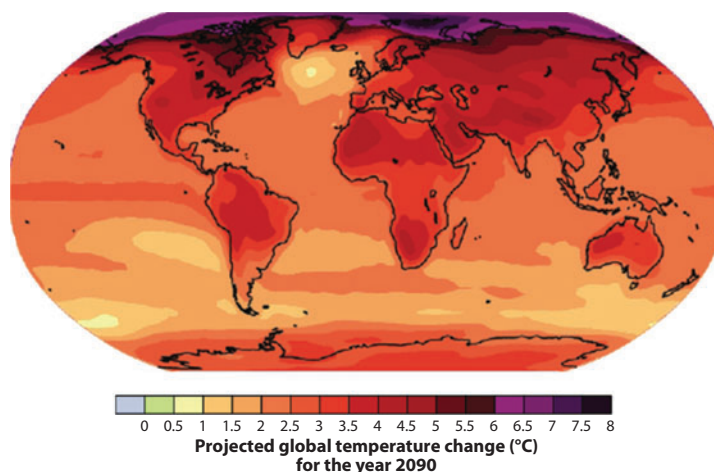 0 0.5 1 1.5 2 2.5 3 3.5 4 4.5 5 5.5 6 6.5 7 7.5 8
Projected global temperature change (°C)
for the year 2090